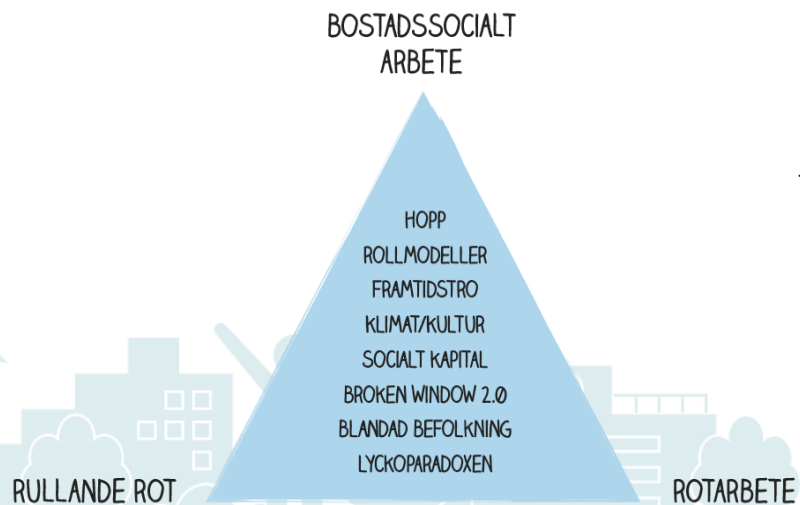 BOSTADSSOCIALT
ARBETE
HOPP
ROLLMODELLER
FRAMTIDSTRO
KLIMAT/KULTUR
SOCIALT KAPITAL
BROKEN WINDOW 2.0
BLANDAD BEFOLKNING
LYCKOPARADOXEN
RULLANDE ROT
ROTARBETE